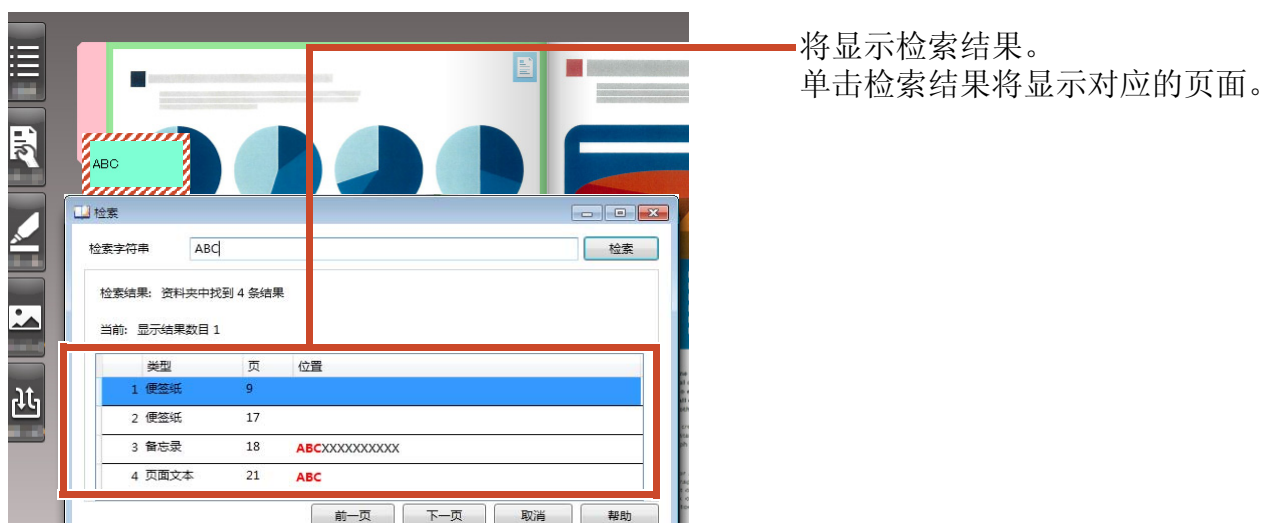 将显示检索结果。
单击检索结果将显示对应的页面。
ABC
检索
检索字符串 ABC 检索
检索结果: 资料夹中找到 4 条结果
当前: 显示结果数目 1
类型 页 位置
1 便签纸 9
2 便签纸 17
3 备忘录 18 ABCXXXXXXXXXX
4 页面文本 21 ABC
前一页 下一页 取消 帮助